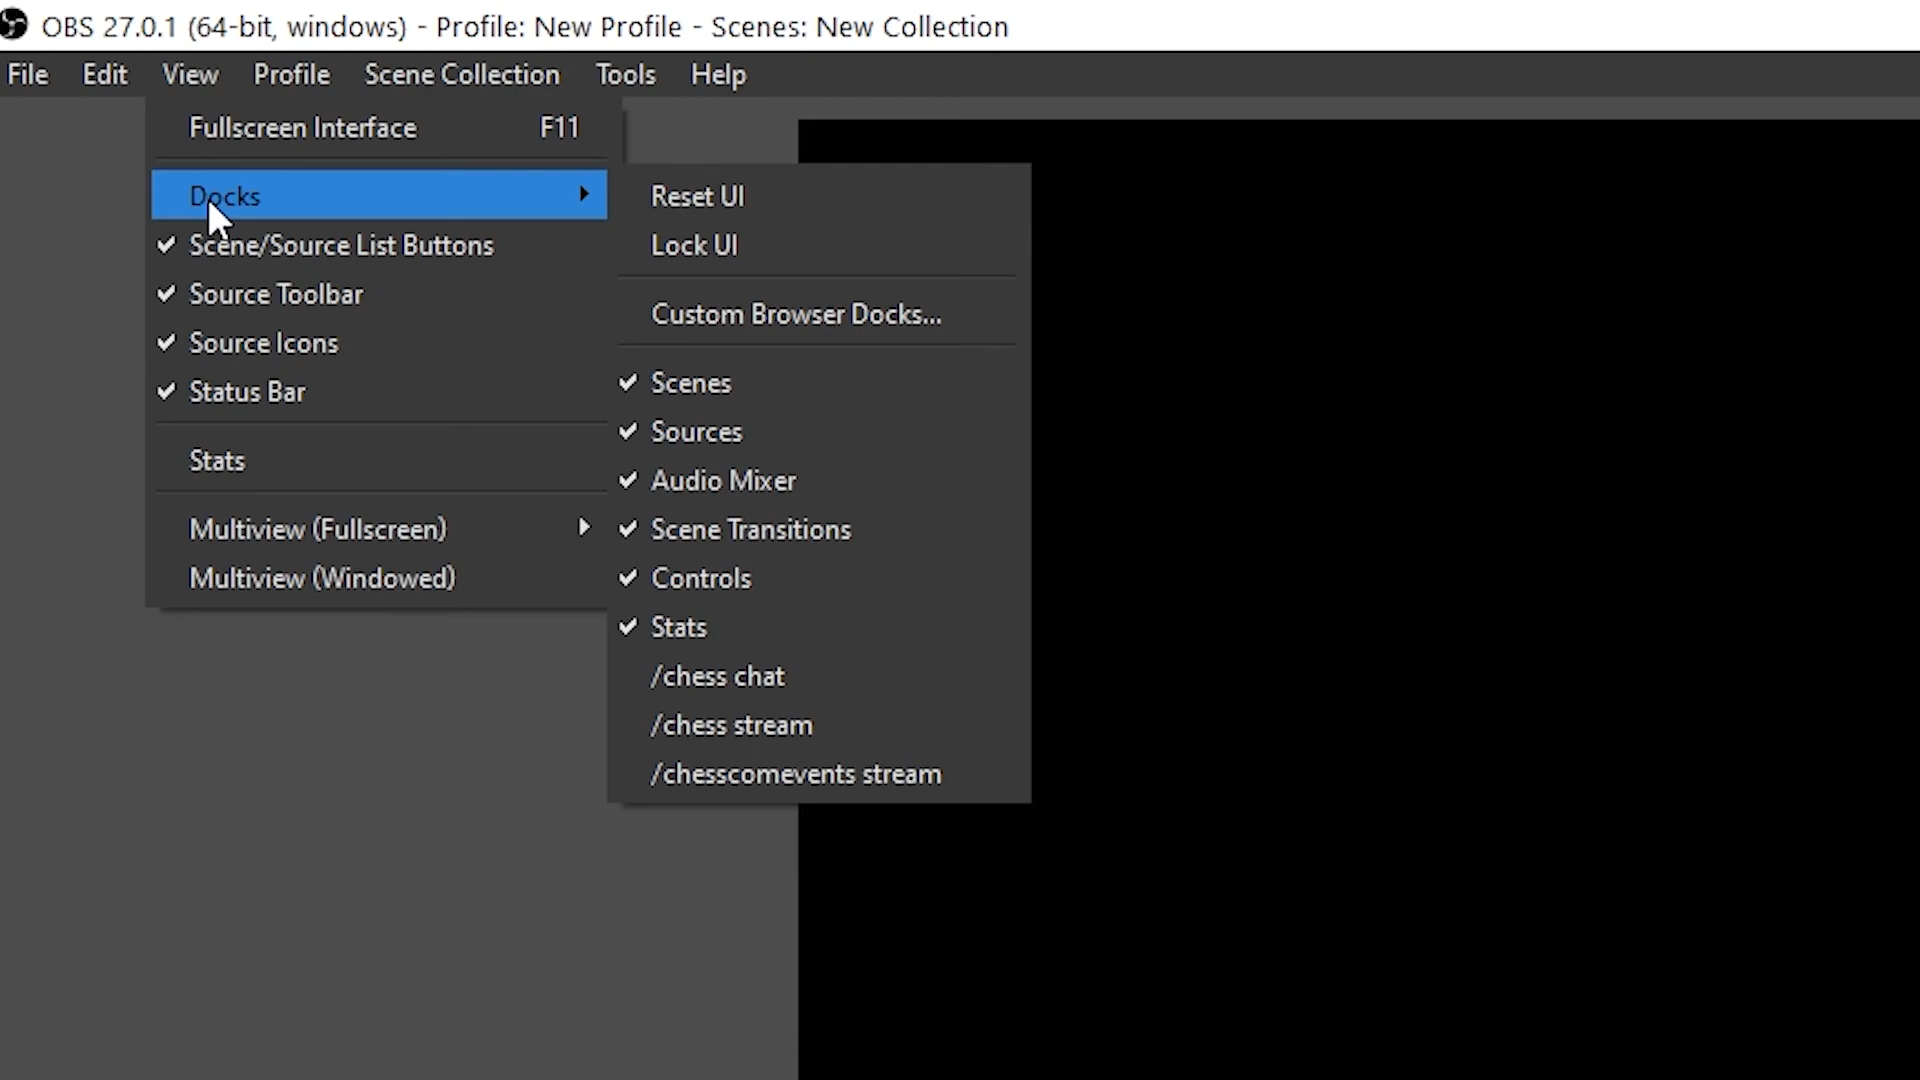 OBS 27.0.1 (64-bit, windows) - Profile: New Profile - Scenes: New Collection
File Edit View Profile Scene Collection Tools Help
Fullscreen Interface F11
Docks
Scene/Source List Buttons
Source Toolbar
Source Icons
Status Bar
Stats
Multiview (Fullscreen)
Multiview (Windowed)
Reset UI
Lock UI
Custom Browser Docks...
Scenes
Sources
Audio Mixer
Scene Transitions
Controls
Stats
/chess chat
/chess stream
/chesscomevents stream